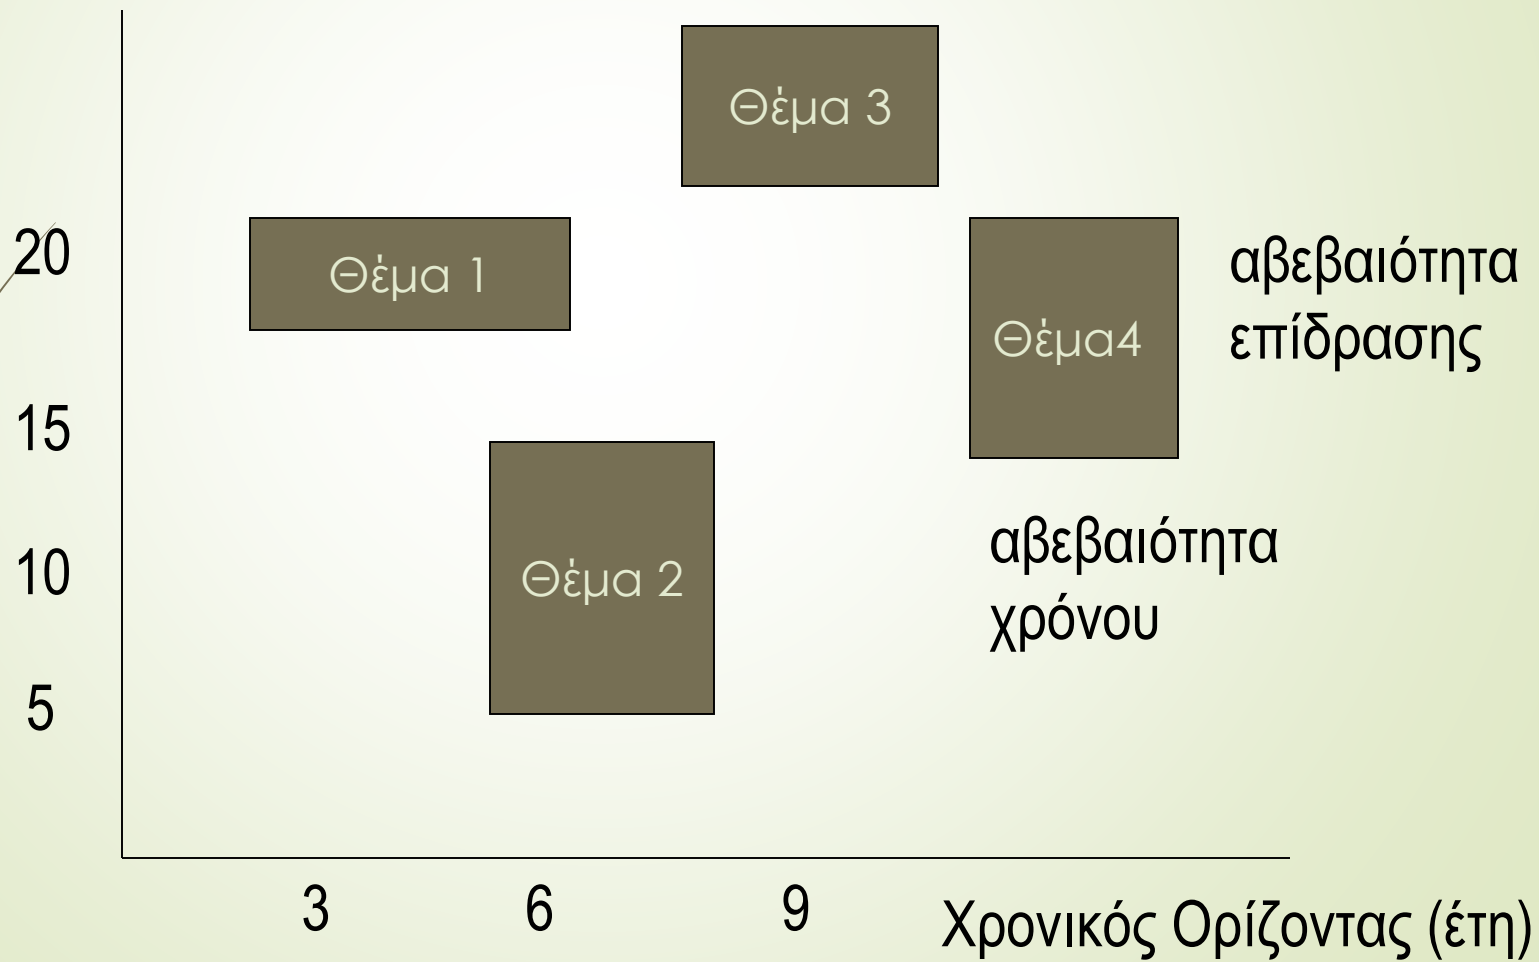 Θέμα 3
20
Θέμα 1
αβεβαιότητα
επίδρασης
Θέμα4
15
αβεβαιότητα
χρόνου
10
Θέμα 2
5
3 6 9 Χρονικός Ορίζοντας (έτη)